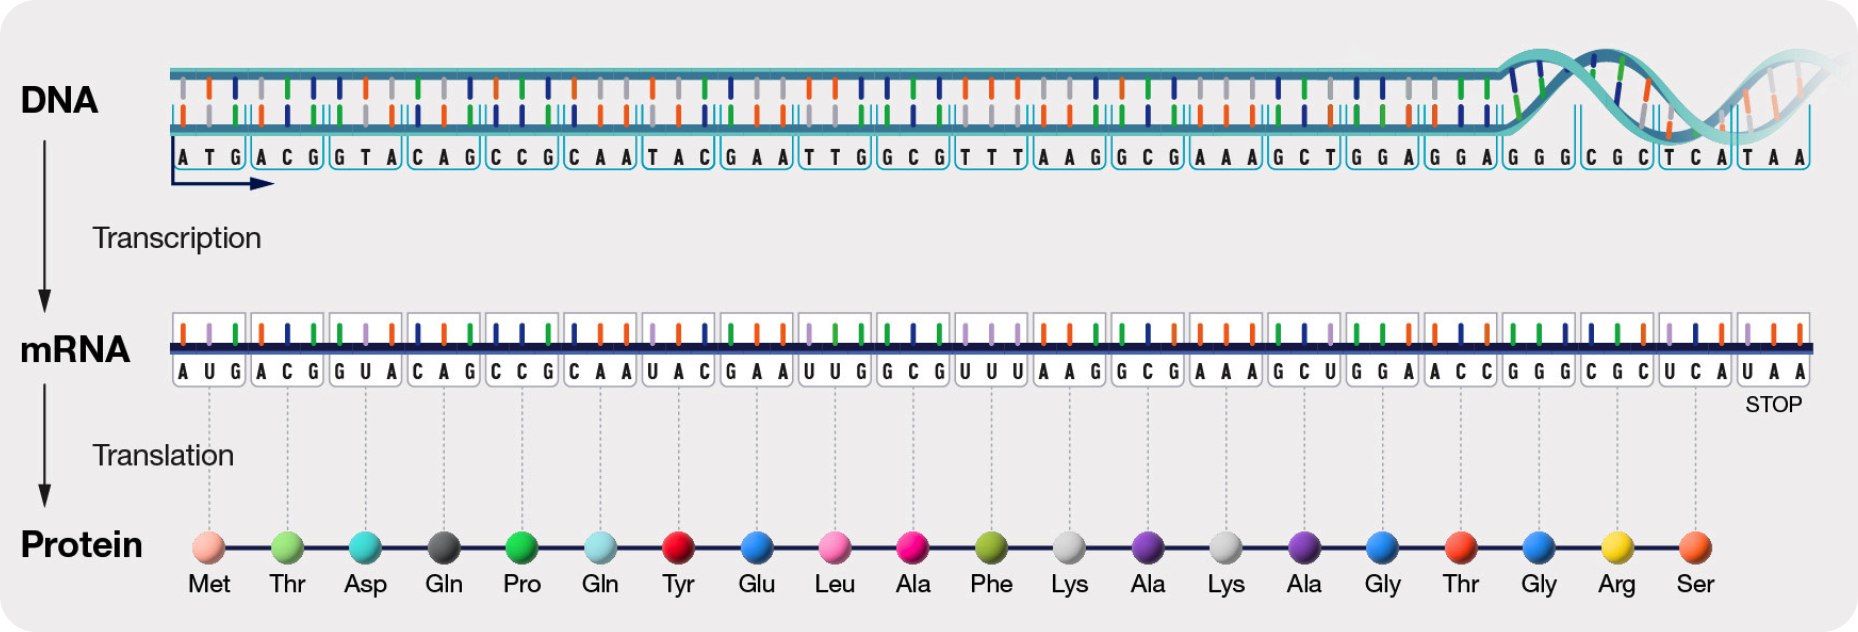 DNA
A T G A C G G T A C A G C C G C A A T A C G A A T T G G C G T T T A A G G C G A A A G C T G G A G G A G G G C G C T C A T A A
Transcription
mRNA
A U G A C G G U A C A G C C G C A A U A C G A A U U G G C G U U U A A G G C G A A A G C U G G A A C C G G G C G C U C A U A A
STOP
Translation
Protein
Met Thr Asp Gln Pro Gln Tyr Glu Leu Ala Phe Lys Ala Lys Ala Gly Thr Gly Arg Ser